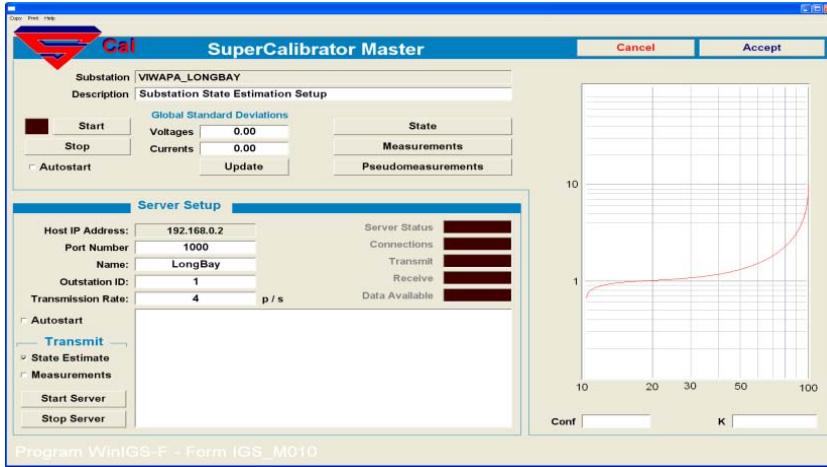 Copy Print Help
Cal
SuperCalibrator Master
Cancel
Accept
Substation VIWAPA_LONGBAY
Description Substation State Estimation Setup
Global Standard Deviations
Start
Voltages 0.00
State
Stop
Currents 0.00
Measurements
Autostart
Update
Pseudomeasurements
Server Setup
Host IP Address: 192.168.0.2
Port Number 1000
Name: LongBay
Outstation ID: 1
Transmission Rate: 4 p / s
Server Status
Connections
Transmit
Receive
Data Available
Autostart
Transmit
State Estimate
Measurements
Start Server
Stop Server
10
1
10 20 30 50 100
Conf
K
Program WinIGS-F - Form IGS_M010